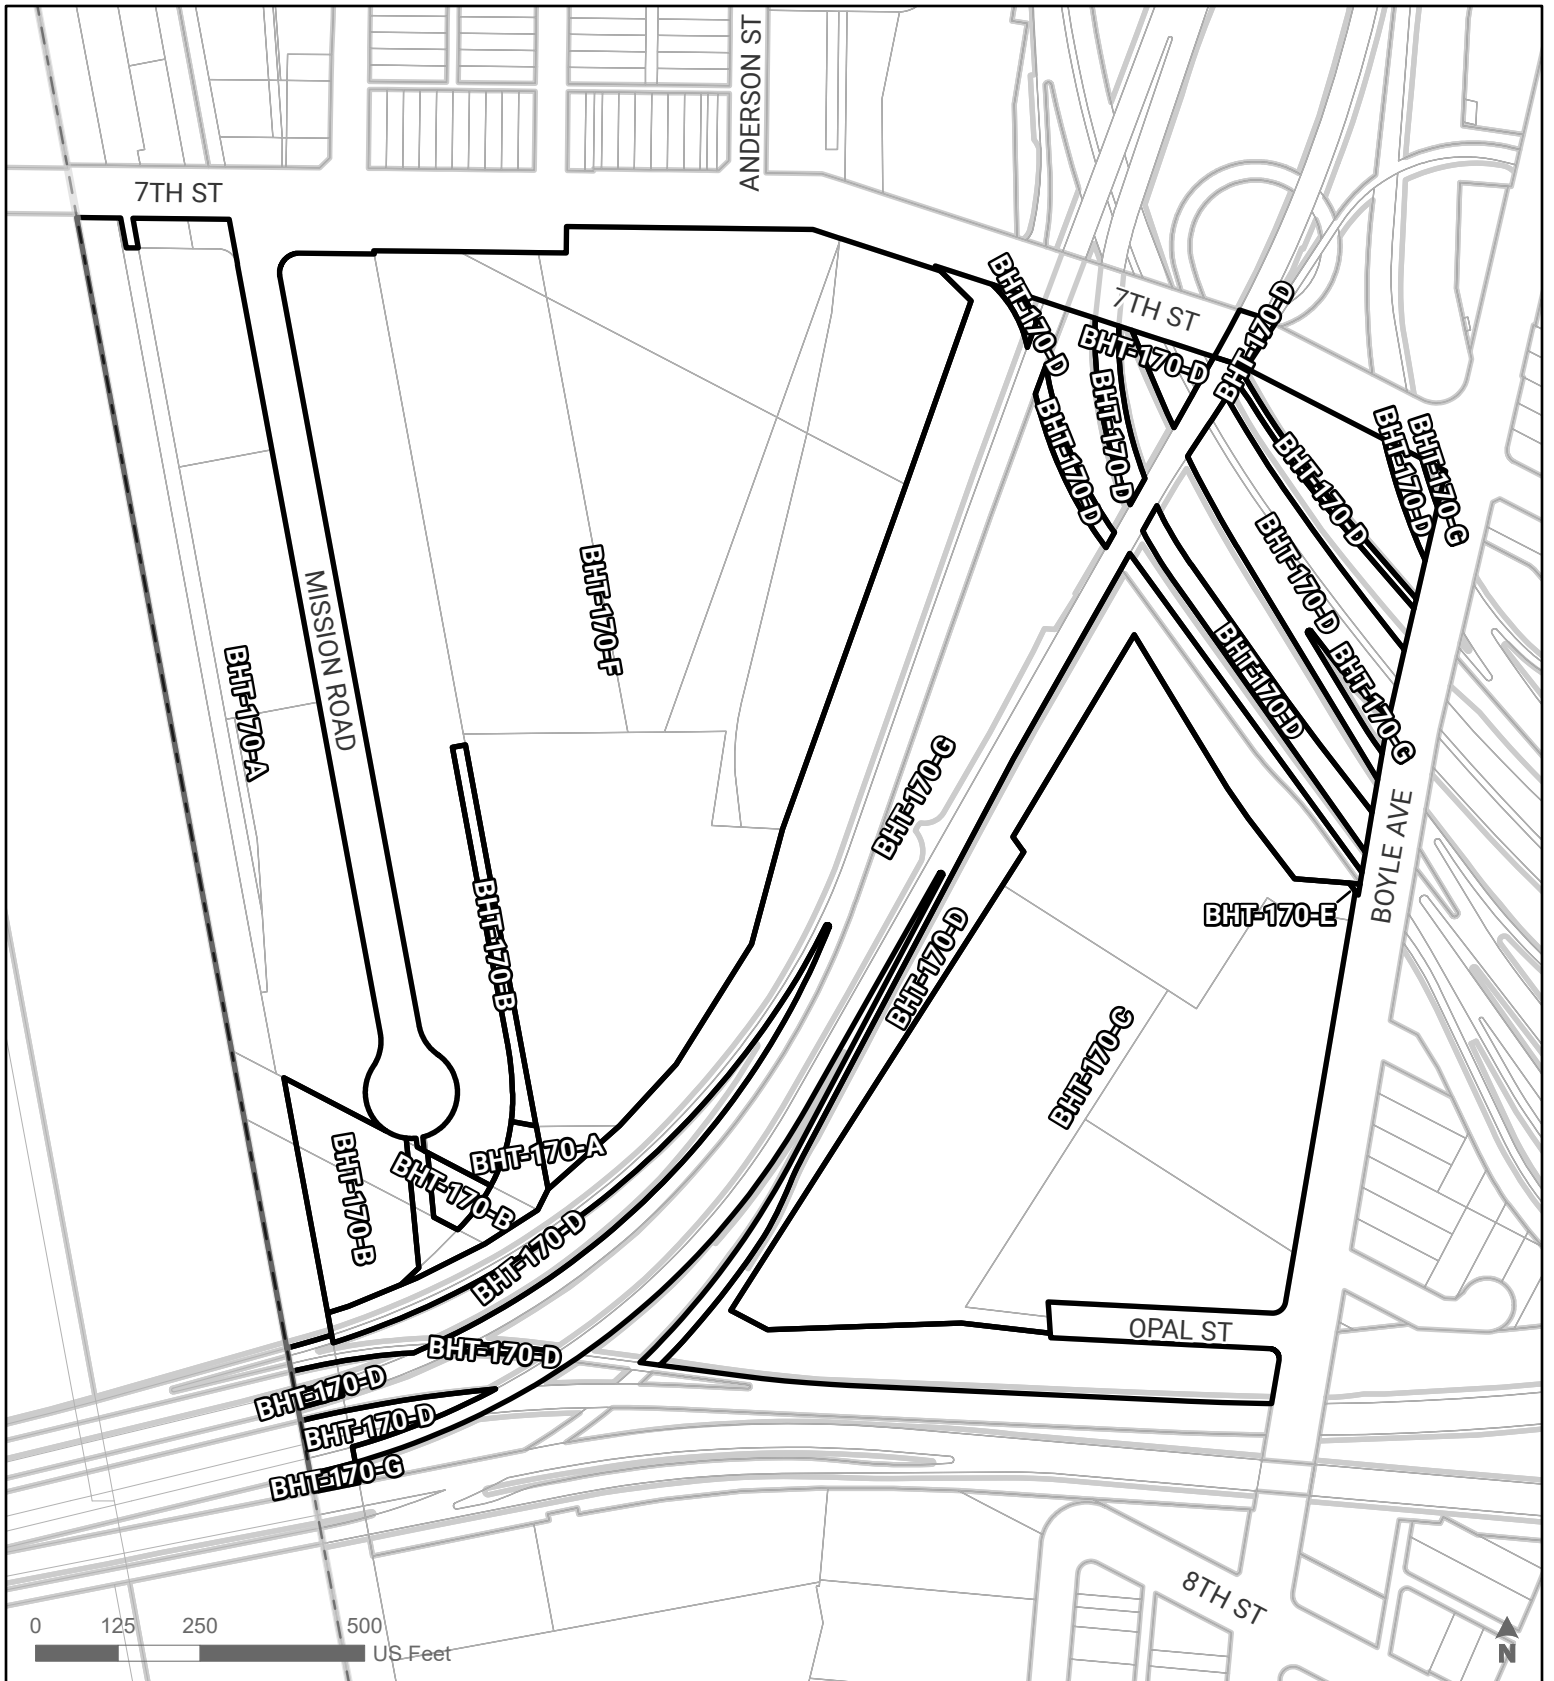 ANDERSON ST
7TH ST
7TH ST
BHT-170-D
BHT-170-D
BHT-170-D
BHT-170-D
BHT-170-D
BHT-170-D
BHT-170-D
BHT-170-G
BHT-170-D
BHT-170-F
MISSION ROAD
BHT-170-A
BHT-170-D
BHT-170-G
BHT-170-G
BOYLE AVE
BHT-170-E
BHT-170-B
BHT-170-D
BHT-170-C
BHT-170-A
BHT-170-B
BHT-170-B
BHT-170-D
OPAL ST
BHT-170-D
BHT-170-D
BHT-170-D
BHT-170-G
8TH ST
0 125 250 500
US Feet
N